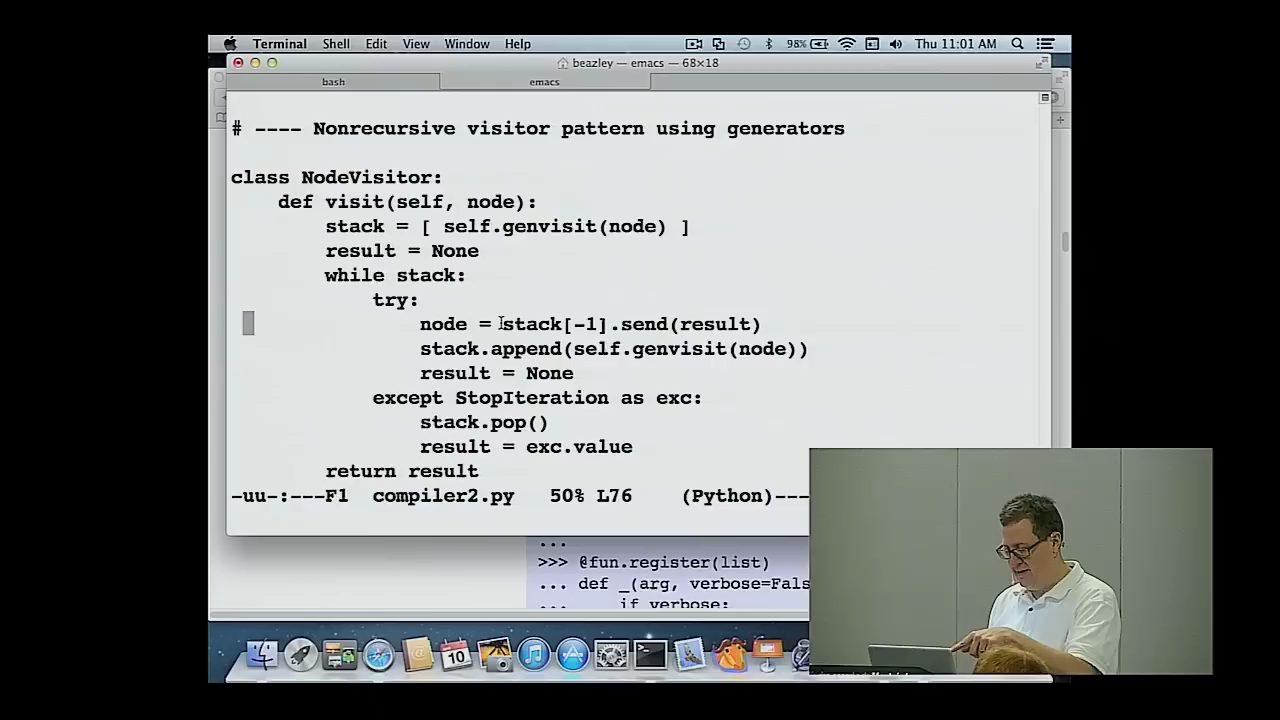 Terminal Shell Edit View Window Help 98% Thu 11:01 AM
beazley — emacs — 68×18
bash emacs
# ---- Nonrecursive visitor pattern using generators
class NodeVisitor:
def visit(self, node):
stack = [ self.genvisit(node) ]
result = None
while stack:
try:
node = stack[-1].send(result)
stack.append(self.genvisit(node))
result = None
except StopIteration as exc:
stack.pop()
result = exc.value
return result
-uu-:---F1 compiler2.py 50% L76 (Python)---
...
>>> @fun.register(list)
... def _(arg, verbose=Fals
... if verbose:
10